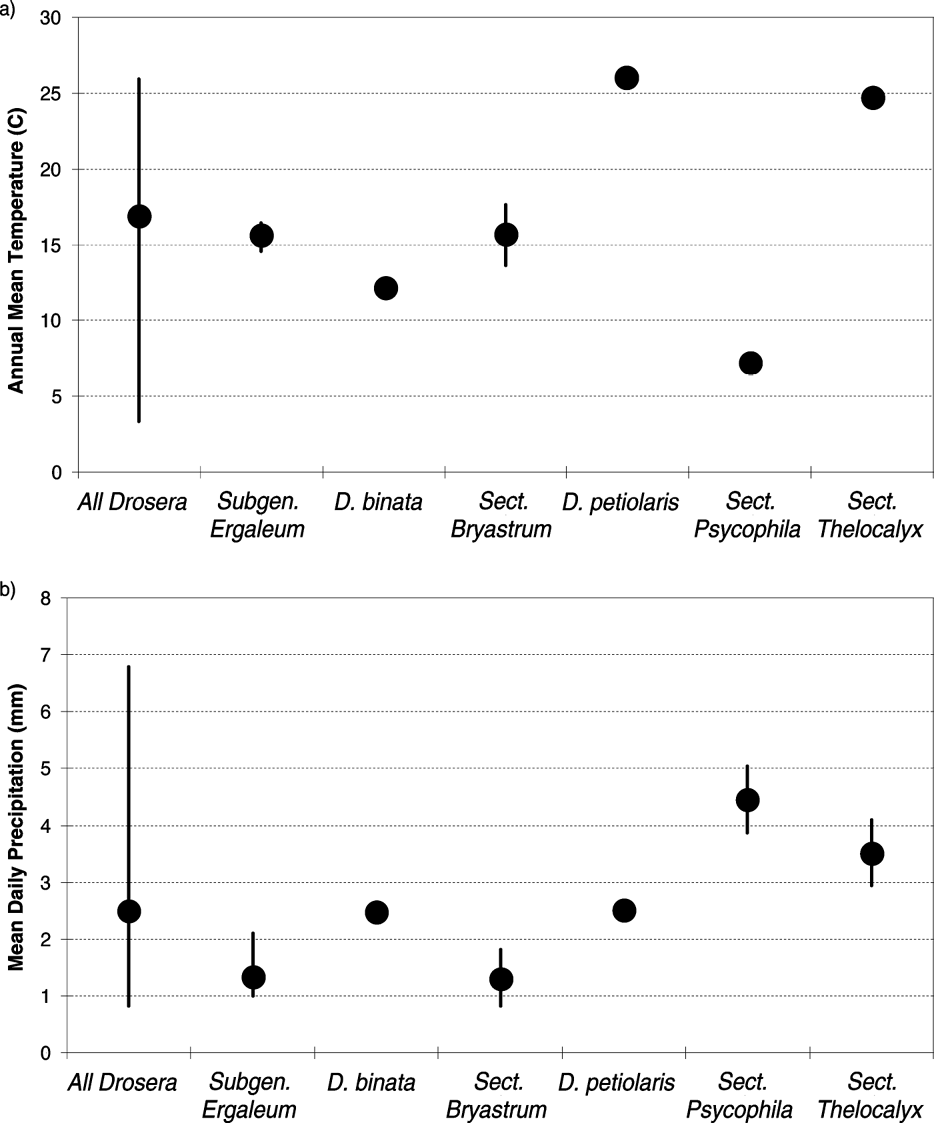 a)
30
25
20
15
10
5
0
Annual Mean Temperature (C)
All Drosera Subgen. D. binata Sect. D. petiolaris Sect. Sect.
Ergaleum Bryastrum Psycophila Thelocalyx
b)
8
7
6
5
4
3
2
1
0
Mean Daily Precipitation (mm)
All Drosera Subgen. D. binata Sect. D. petiolaris Sect. Sect.
Ergaleum Bryastrum Psycophila Thelocalyx